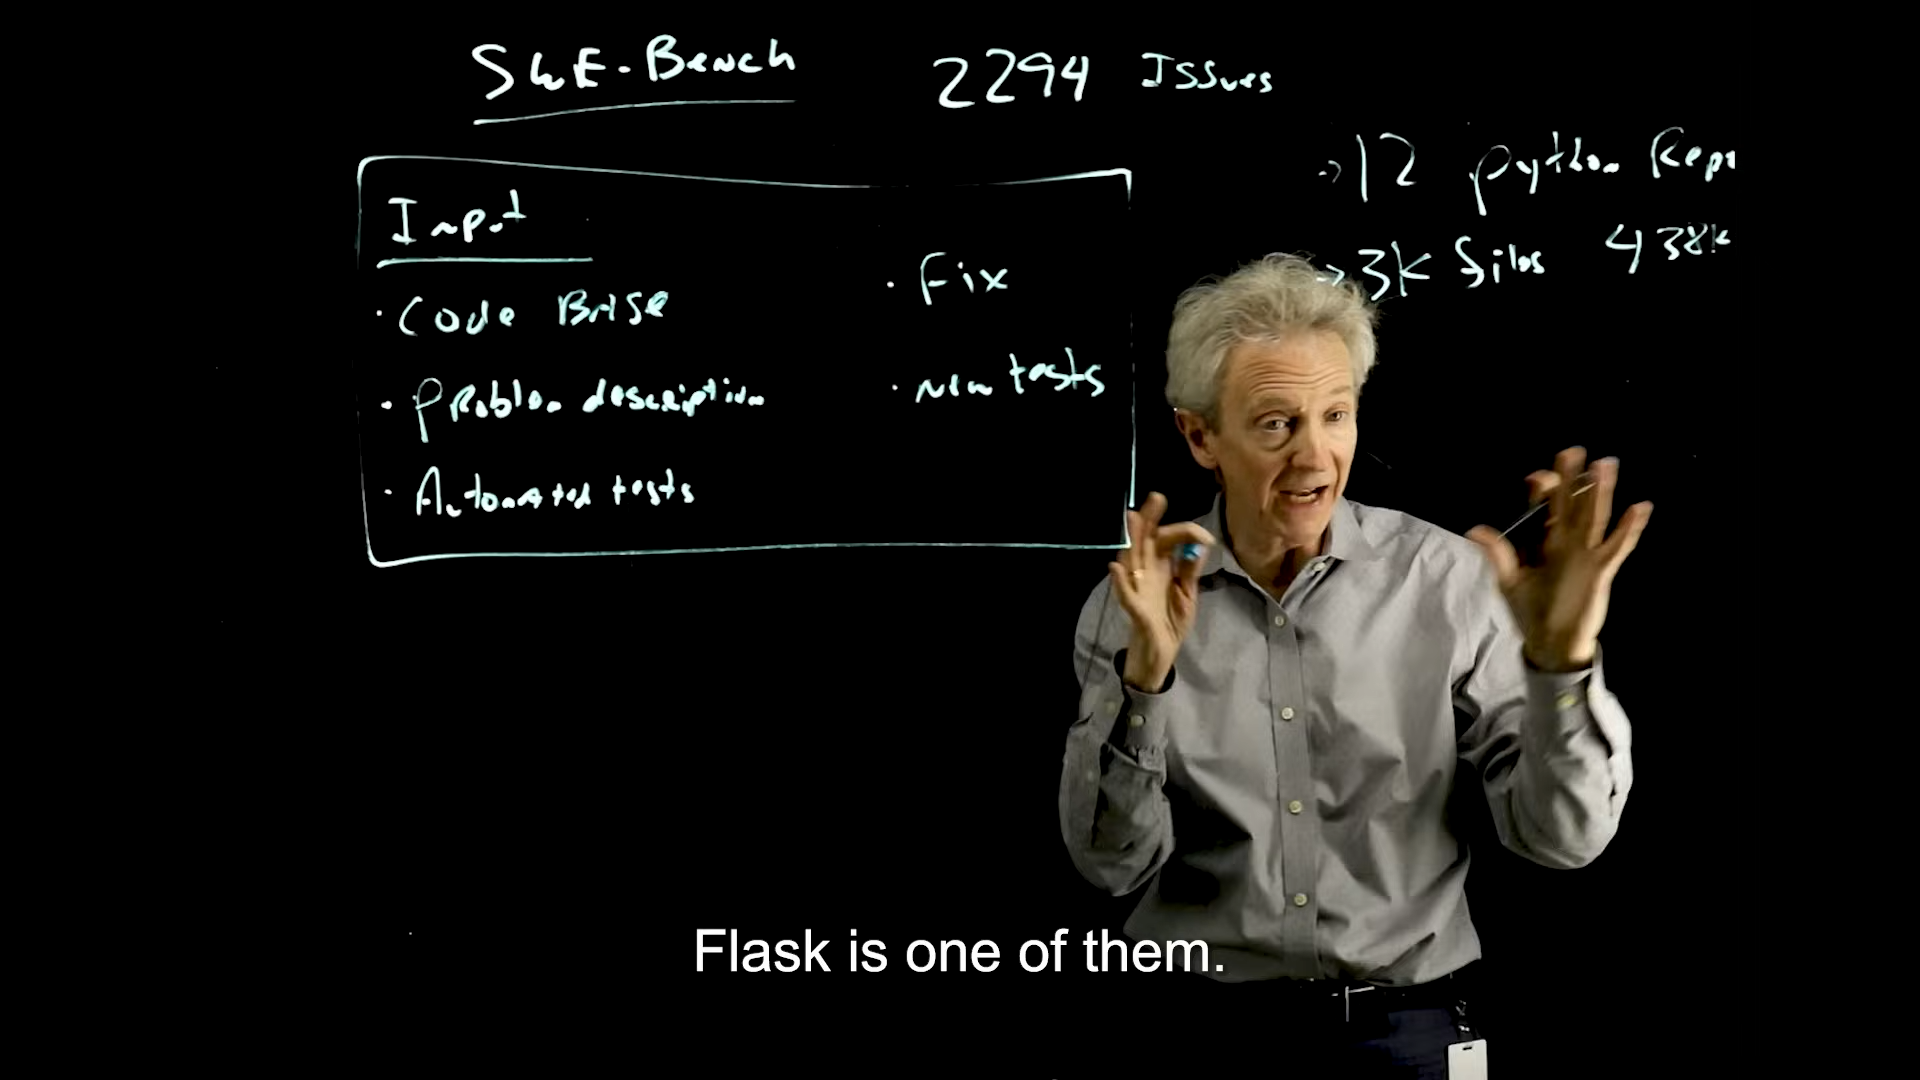 SWE-Bench 2294 Issues
→ 12 python Repo
→ 3k files 438k
Input
• Code Base
• Problem description
• Automated tests
• Fix
• New tests
Flask is one of them.